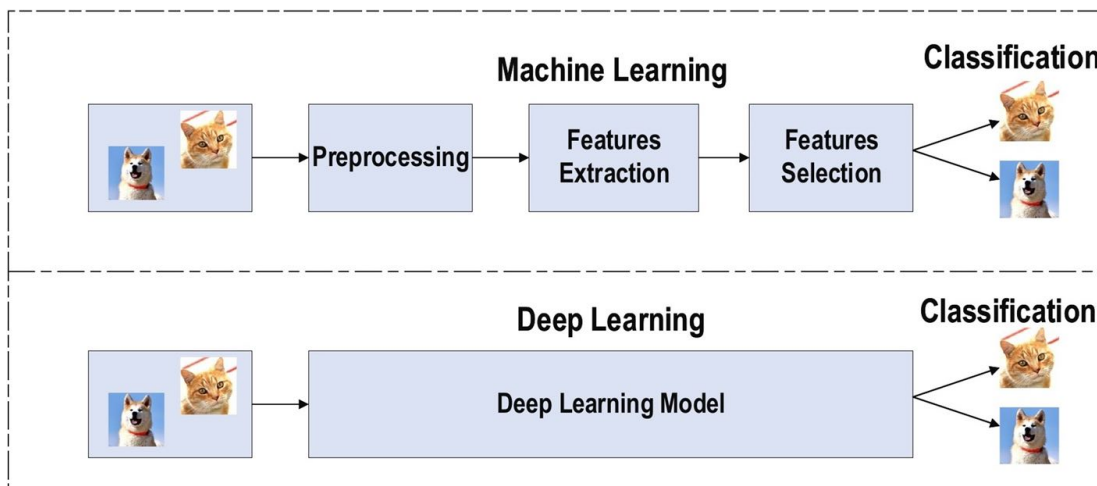 Machine Learning
Classification
Preprocessing
Features
Extraction
Features
Selection
Deep Learning
Classification
Deep Learning Model